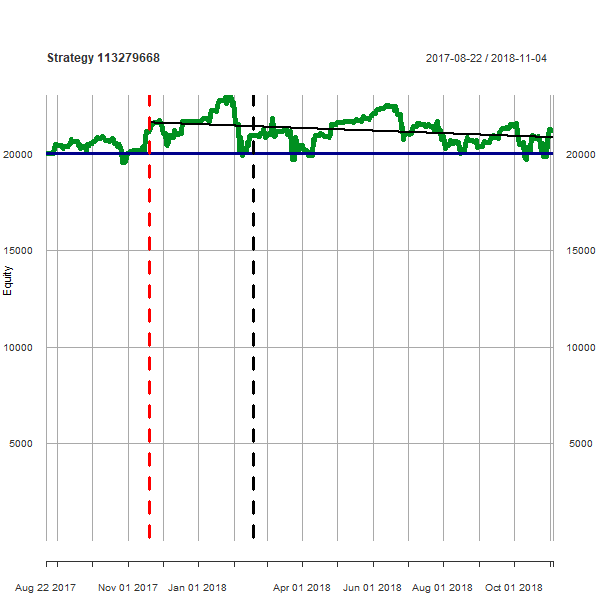 Strategy 113279668
2017-08-22 / 2018-11-04
20000
20000
15000
15000
Equity
10000
10000
5000
5000
Aug 22 2017
Nov 01 2017
Jan 01 2018
Apr 01 2018
Jun 01 2018
Aug 01 2018
Oct 01 2018